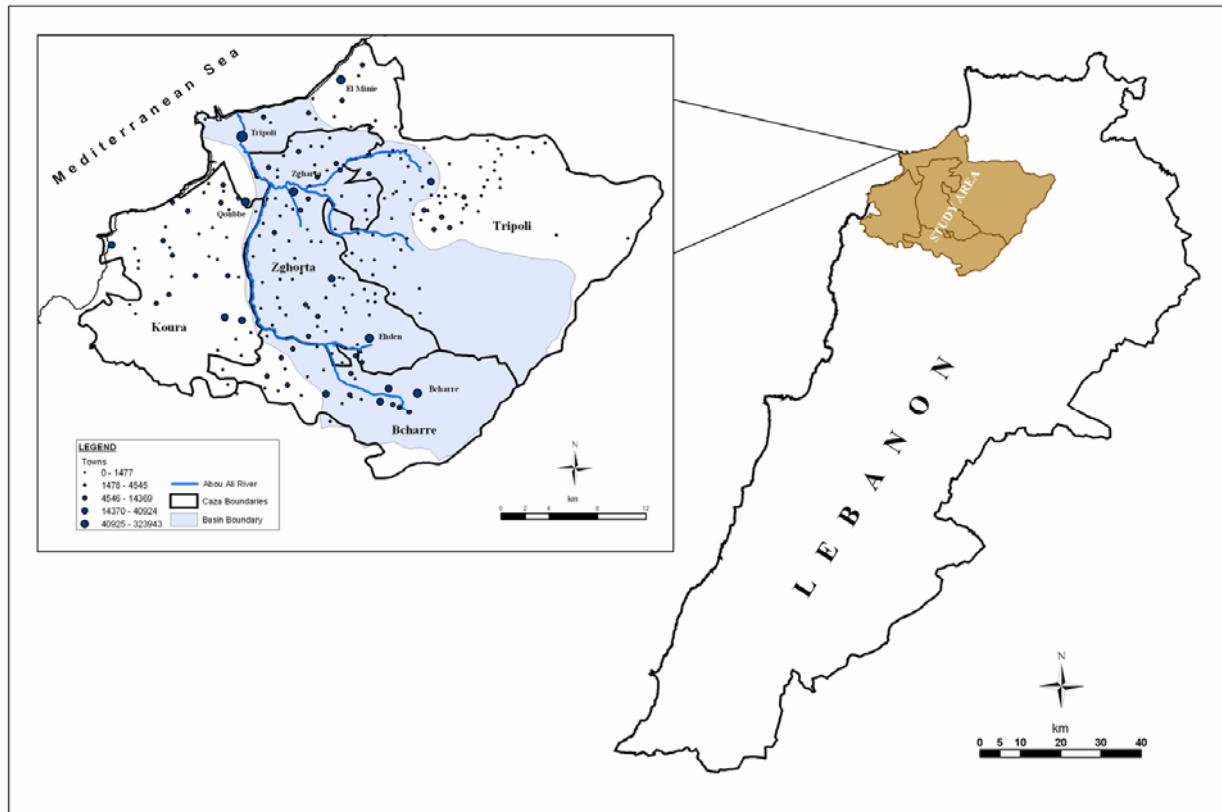 Mediterranean Sea
El Minie
Tripoli
Zgharta
Qoubbe
Tripoli
Zghorta
Koura
Ehden
Bcharre
Bcharre
LEGEND
Towns
0 - 1477
1478 - 4545
4546 - 14369
14370 - 40924
40925 - 323943
Abou Ali River
Caza Boundaries
Basin Boundary
N
km
0 2 4 8 12
STUDY AREA
LEBANON
N
km
0 5 10 20 30 40